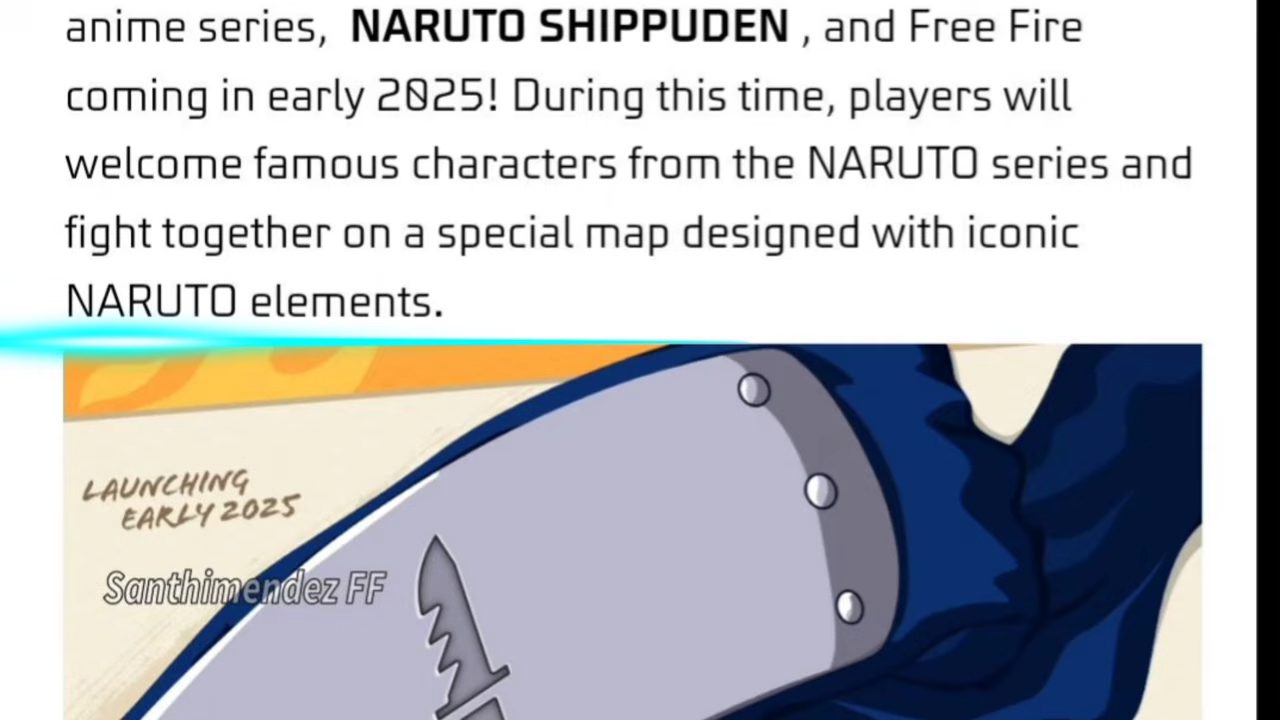 anime series, NARUTO SHIPPUDEN , and Free Fire
coming in early 2025! During this time, players will
welcome famous characters from the NARUTO series and
fight together on a special map designed with iconic
NARUTO elements.
LAUNCHING
EARLY 2025
Santhimendez FF